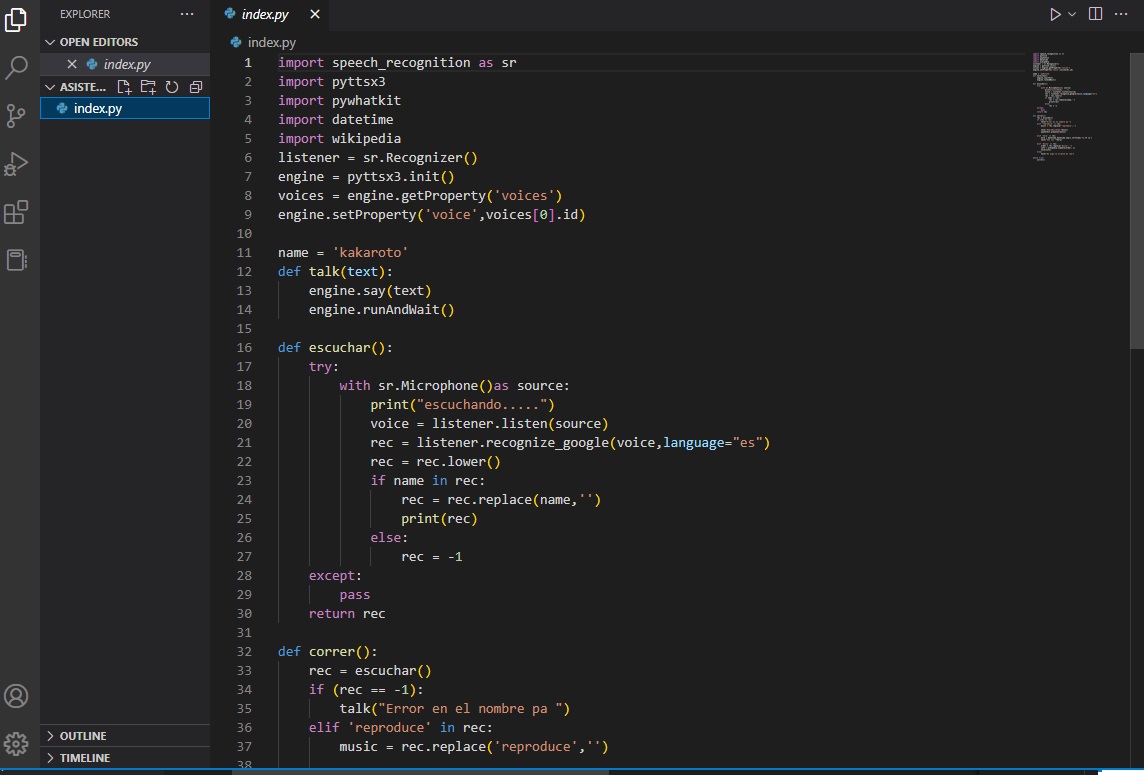 EXPLORER
OPEN EDITORS
index.py
ASISTE...
index.py
OUTLINE
TIMELINE
index.py
index.py
1 import speech_recognition as sr
2 import pyttsx3
3 import pywhatkit
4 import datetime
5 import wikipedia
6 listener = sr.Recognizer()
7 engine = pyttsx3.init()
8 voices = engine.getProperty('voices')
9 engine.setProperty('voice',voices[0].id)
10
11 name = 'kakaroto'
12 def talk(text):
13     engine.say(text)
14     engine.runAndWait()
15
16 def escuchar():
17     try:
18         with sr.Microphone()as source:
19             print("escuchando.....")
20             voice = listener.listen(source)
21             rec = listener.recognize_google(voice,language="es")
22             rec = rec.lower()
23             if name in rec:
24                 rec = rec.replace(name,'')
25                 print(rec)
26             else:
27                 rec = -1
28     except:
29         pass
30     return rec
31
32 def correr():
33     rec = escuchar()
34     if (rec == -1):
35         talk("Error en el nombre pa ")
36     elif 'reproduce' in rec:
37         music = rec.replace('reproduce','')
38